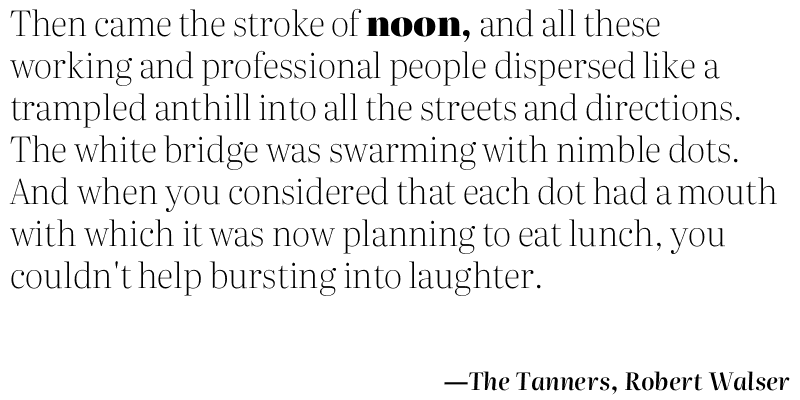 Then came the stroke of noon, and all these
working and professional people dispersed like a
trampled anthill into all the streets and directions.
The white bridge was swarming with nimble dots.
And when you considered that each dot had a mouth
with which it was now planning to eat lunch, you
couldn't help bursting into laughter.
—The Tanners, Robert Walser